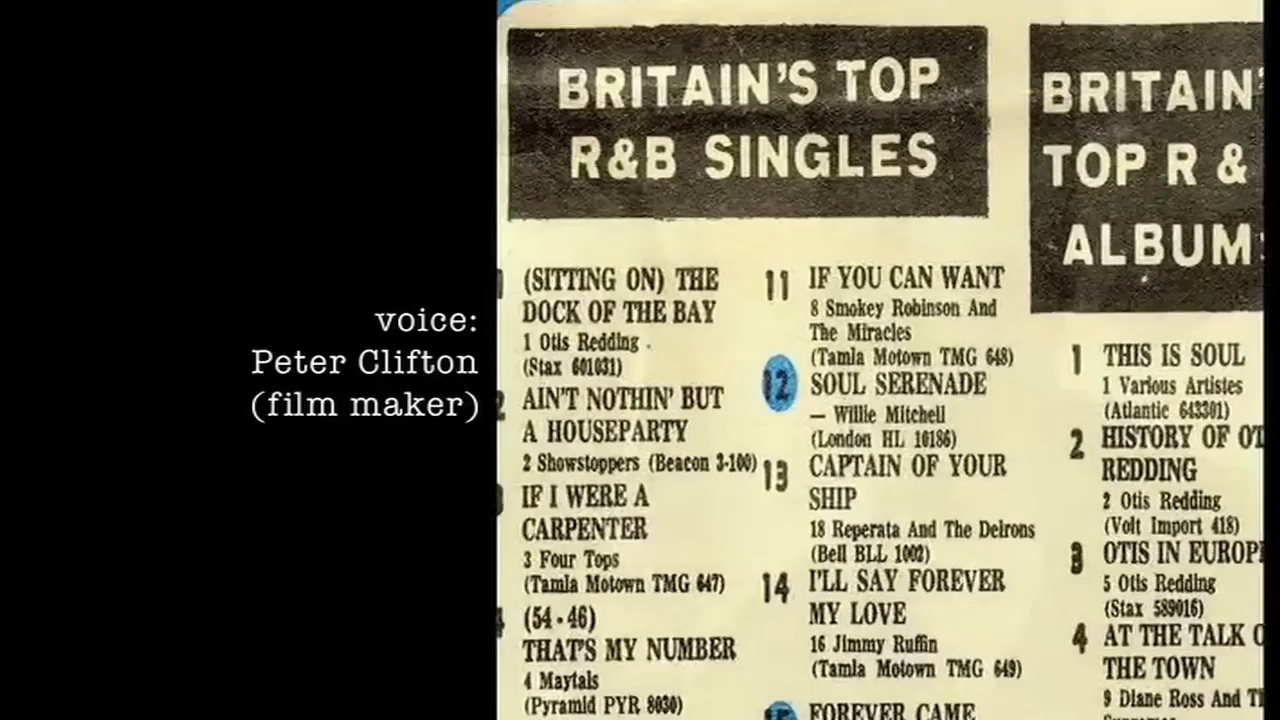 voice:
Peter Clifton
(film maker)
BRITAIN'S TOP
R&B SINGLES
(SITTING ON) THE
DOCK OF THE BAY
1 Otis Redding
(Stax 601031)
2 AIN'T NOTHIN' BUT
A HOUSEPARTY
2 Showstoppers (Beacon 3-100)
IF I WERE A
CARPENTER
3 Four Tops
(Tamla Motown TMG 647)
(54-46)
THAT'S MY NUMBER
4 Maytals
(Pyramid PYR 8030)
11 IF YOU CAN WANT
8 Smokey Robinson And
The Miracles
(Tamla Motown TMG 648)
12 SOUL SERENADE
— Willie Mitchell
(London HL 10186)
13 CAPTAIN OF YOUR
SHIP
18 Reperata And The Delrons
(Bell BLL 1002)
14 I'LL SAY FOREVER
MY LOVE
16 Jimmy Ruffin
(Tamla Motown TMG 649)
FOREVER CAME
BRITAIN'
TOP R &
ALBUM
1 THIS IS SOUL
1 Various Artistes
(Atlantic 643301)
2 HISTORY OF OT
REDDING
2 Otis Redding
(Volt Import 418)
3 OTIS IN EUROP
5 Otis Redding
(Stax 589016)
4 AT THE TALK O
THE TOWN
9 Diane Ross And T